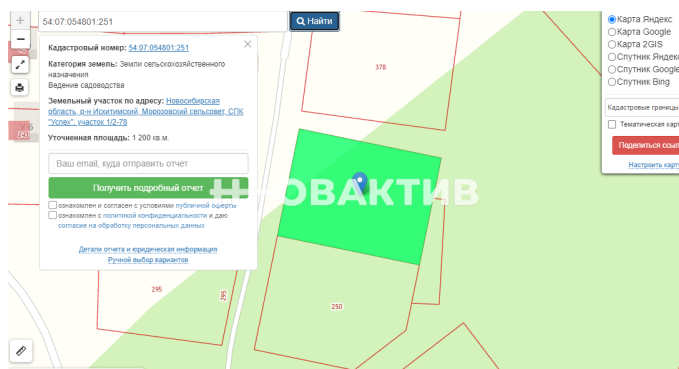 54:07:054801:251
Найти
Кадастровый номер: 54:07:054801:251
Категория земель: Земли сельскохозяйственного
назначения
Ведение садоводства
Земельный участок по адресу: Новосибирская
область, р-н Искитимский, Морозовский сельсовет, СПК
"Успех", участок 1/2-78
Уточненная площадь: 1 200 кв.м.
Ваш email, куда отправить отчет
Получить подробный отчет
ознакомлен и согласен с условиями публичной оферты
ознакомлен с политикой конфиденциальности и даю
согласие на обработку персональных данных
Детали отчета и юридическая информация
Ручной выбор вариантов
378
295
295
250
НОВАКТИВ
Карта Яндекс
Карта Google
Карта 2GIS
Спутник Яндекс
Спутник Google
Спутник Bing
Кадастровые границы
Тематическая карт
Поделиться ссыл
Настроить карт